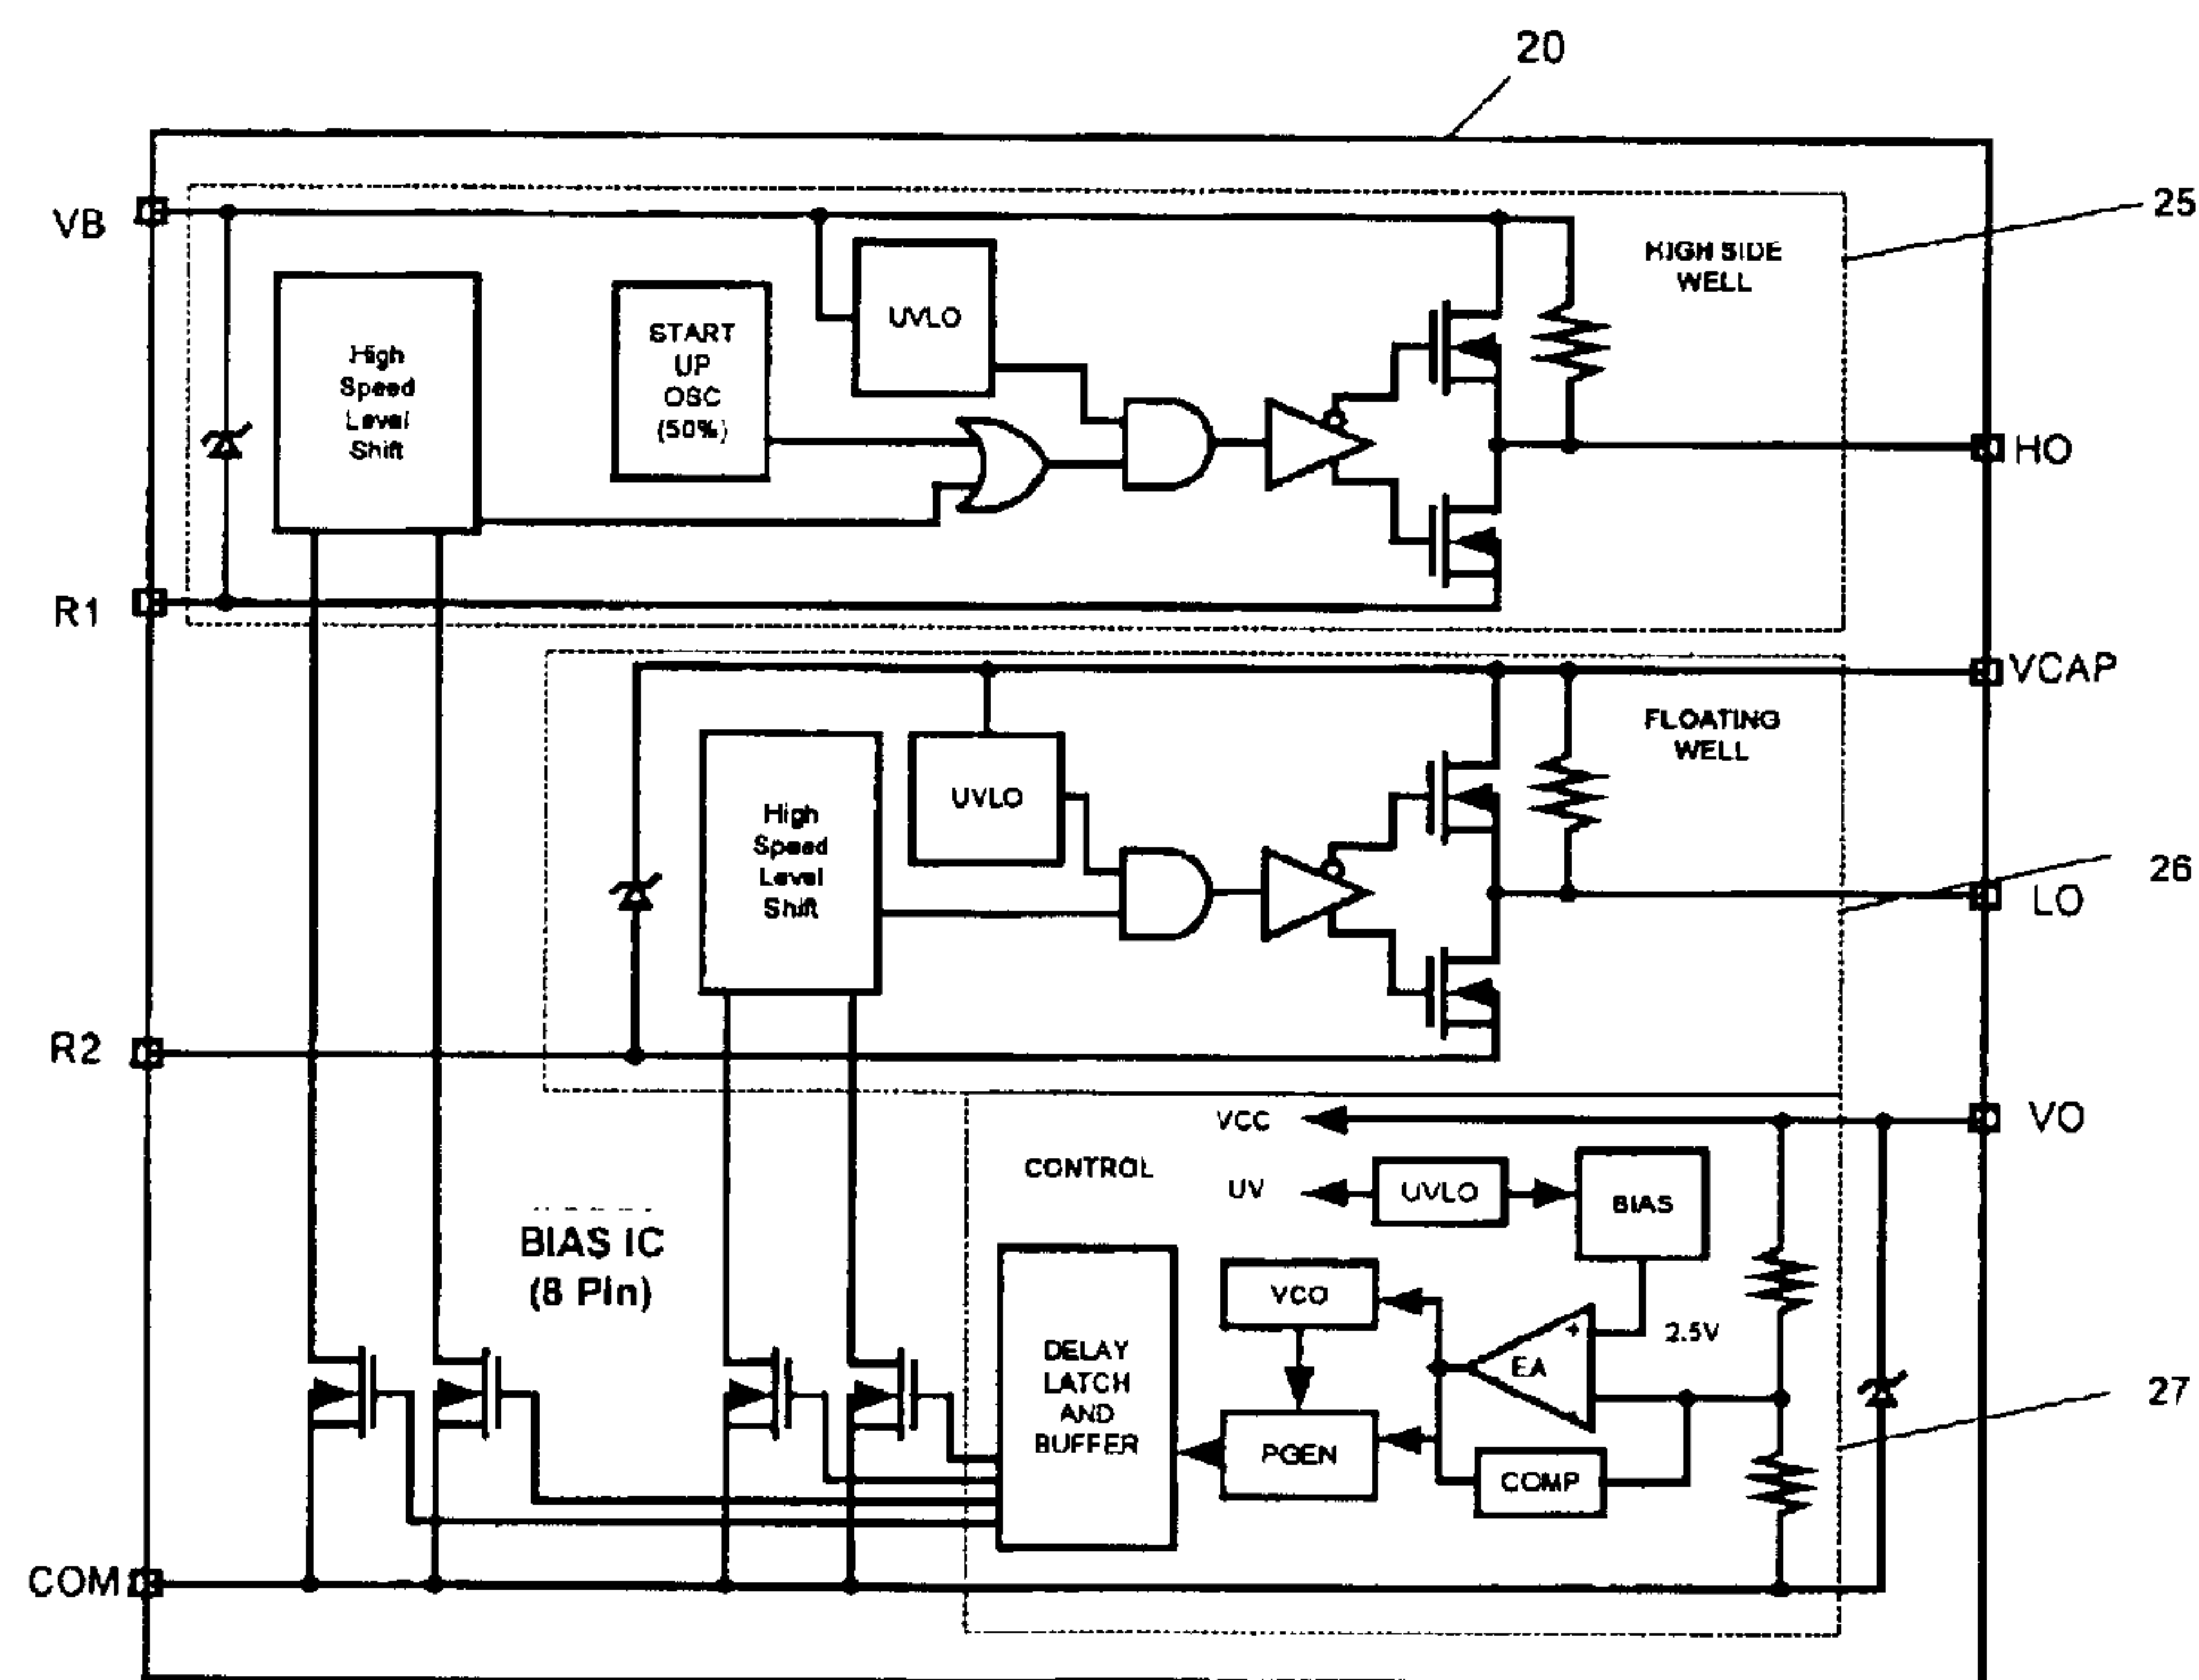 20
25
VB
HIGH SIDE
WELL
UVLO
START
UP
OSC
(50%)
High
Speed
Level
Shift
HO
R1
VCAP
FLOATING
WELL
UVLO
High
Speed
Level
Shift
26
LO
R2
VO
VCC
CONTROL
UV
UVLO
BIAS
BIAS IC
(8 Pin)
VCO
+
2.5V
EA
-
DELAY
LATCH
AND
BUFFER
PGEN
COMP
27
COM